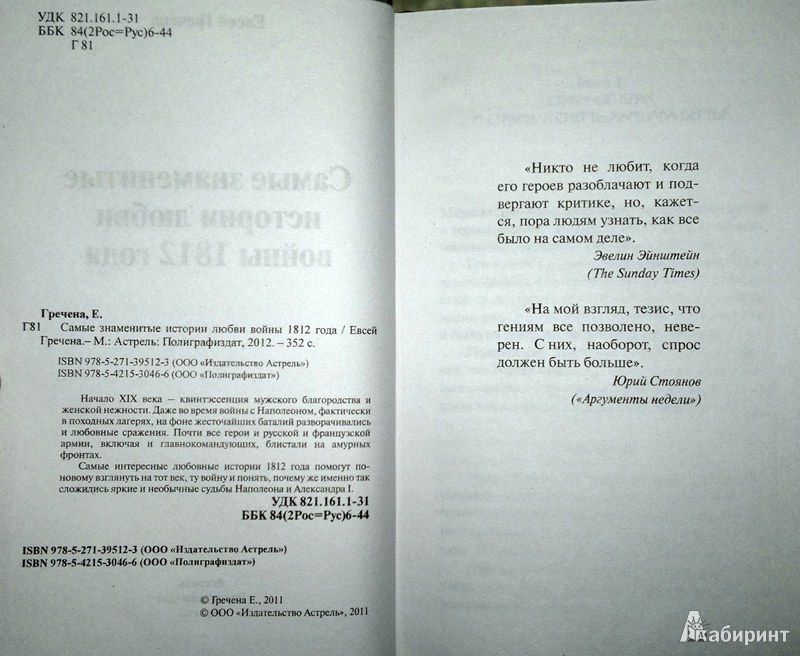 УДК 821.161.1-31
ББК 84(2Рос=Рус)6-44
Г 81
Гречена, Е.
Г81 Самые знаменитые истории любви войны 1812 года / Евсей
Гречена.– М.: Астрель: Полиграфиздат, 2012. – 352 с.
ISBN 978-5-271-39512-3 (ООО «Издательство Астрель»)
ISBN 978-5-4215-3046-6 (ООО «Полиграфиздат»)
Начало XIX века — квинтэссенция мужского благородства и
женской нежности. Даже во время войны с Наполеоном, фактически
в походных лагерях, на фоне жесточайших баталий разворачивались
и любовные сражения. Почти все герои и русской и французской
армии, включая и главнокомандующих, блистали на амурных
фронтах.
Самые интересные любовные истории 1812 года помогут по-
новому взглянуть на тот век, ту войну и понять, почему же именно так
сложились яркие и необычные судьбы Наполеона и Александра I.
УДК 821.161.1-31
ББК 84(2Рос=Рус)6-44
ISBN 978-5-271-39512-3 (ООО «Издательство Астрель»)
ISBN 978-5-4215-3046-6 (ООО «Полиграфиздат»)
© Гречена Е., 2011
© ООО «Издательство Астрель», 2011
«Никто не любит, когда
его героев разоблачают и под-
вергают критике, но, кажет-
ся, пора людям узнать, как все
было на самом деле».
Эвелин Эйнштейн
(The Sunday Times)
«На мой взгляд, тезис, что
гениям все позволено, неве-
рен. С них, наоборот, спрос
должен быть больше».
Юрий Стоянов
(«Аргументы недели»)
Лабиринт